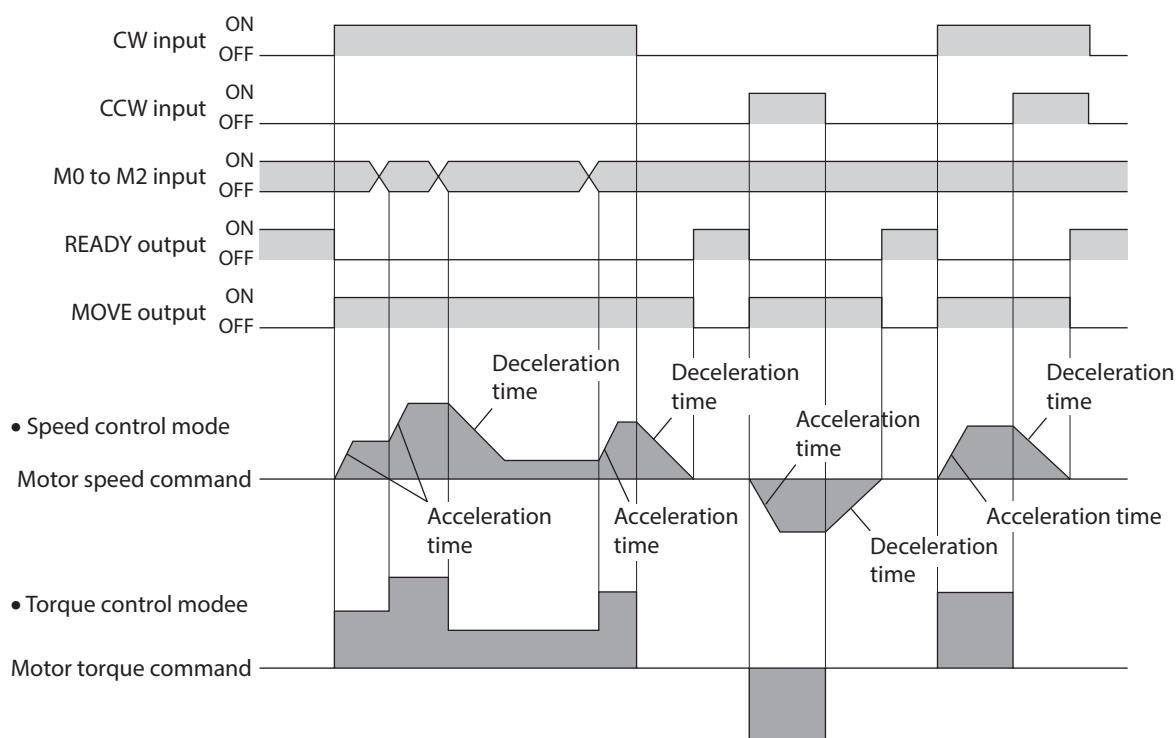 CW input
ON
OFF
CCW input
ON
OFF
M0 to M2 input
ON
OFF
READY output
ON
OFF
MOVE output
ON
OFF
Deceleration
time
Deceleration
time
Deceleration
time
Acceleration
time
• Speed control mode
Motor speed command
Acceleration
time
Acceleration
time
Acceleration time
Deceleration
time
• Torque control modee
Motor torque command